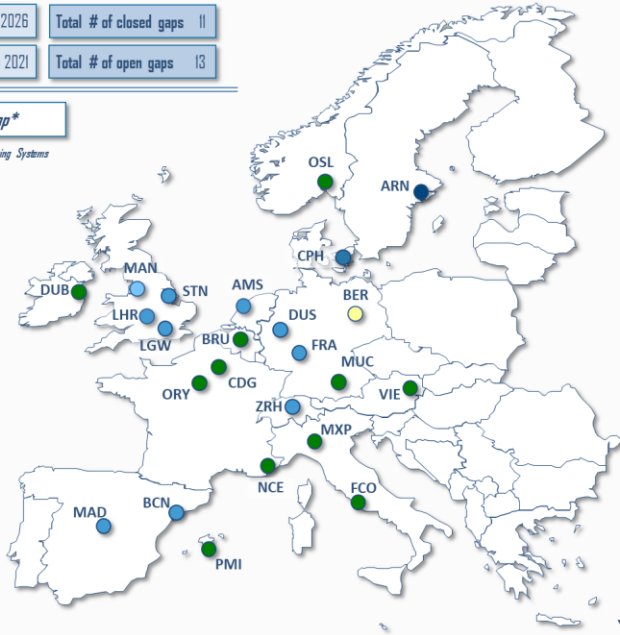 2026
Total # of closed gaps 11
2021
Total # of open gaps 13
p*
ing Systems
OSL
ARN
CPH
MAN
DUB
STN
AMS
BER
LHR
DUS
LGW
BRU
FRA
MUC
CDG
ORY
VIE
ZRH
MXP
NCE
FCO
BCN
MAD
PMI